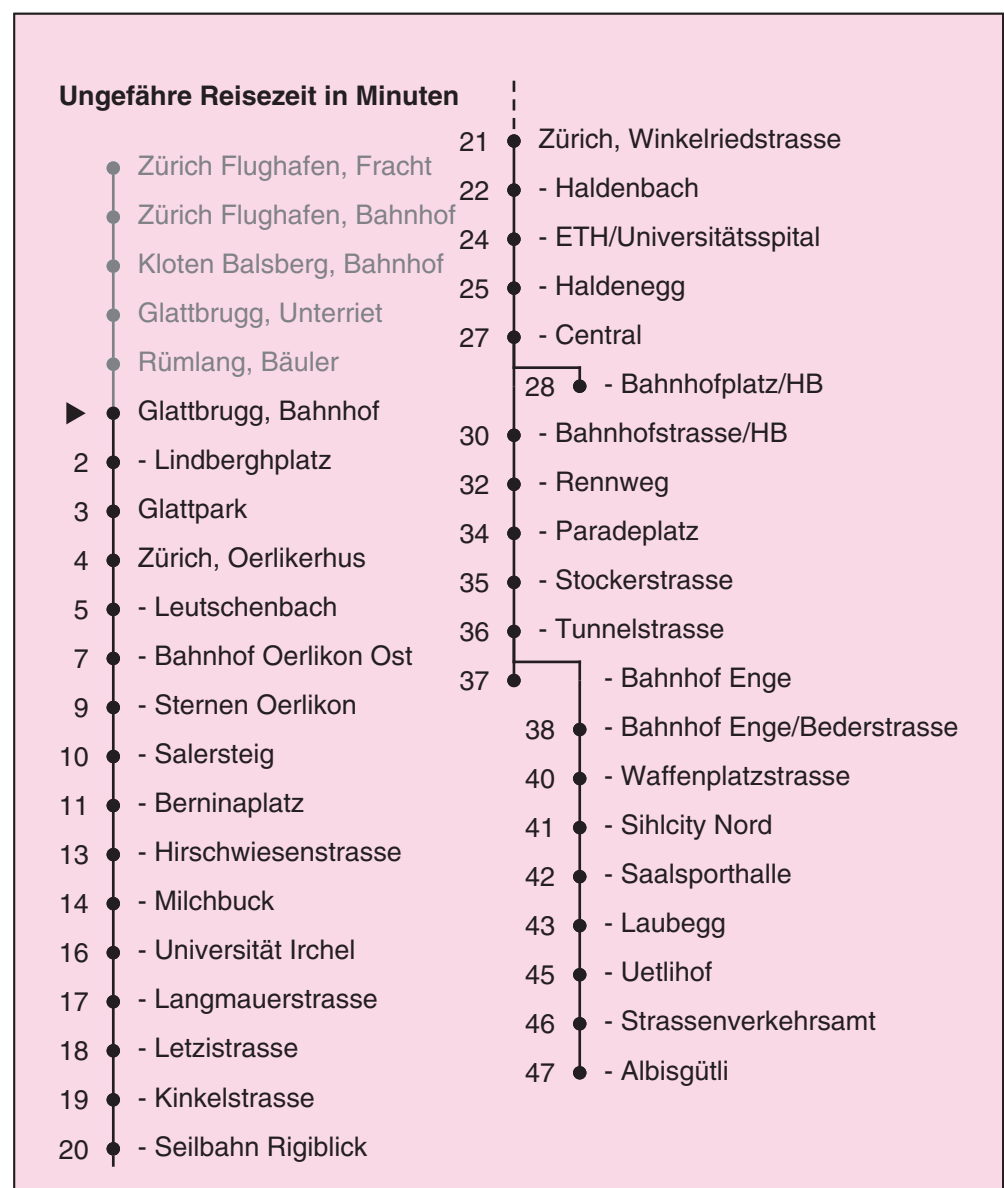 Ungefähre Reisezeit in Minuten
Zürich Flughafen, Fracht
Zürich Flughafen, Bahnhof
Kloten Balsberg, Bahnhof
Glattbrugg, Unterriet
Rümlang, Bäuler
Glattbrugg, Bahnhof
2 - Lindberghplatz
3 Glattpark
4 Zürich, Oerlikerhus
5 - Leutschenbach
7 - Bahnhof Oerlikon Ost
9 - Sternen Oerlikon
10 - Salersteig
11 - Berninaplatz
13 - Hirschwiesenstrasse
14 - Milchbuck
16 - Universität Irchel
17 - Langmauerstrasse
18 - Letzistrasse
19 - Kinkelstrasse
20 - Seilbahn Rigiblick
21 Zürich, Winkelriedstrasse
22 - Haldenbach
24 - ETH/Universitätsspital
25 - Haldenegg
27 - Central
28 - Bahnhofplatz/HB
30 - Bahnhofstrasse/HB
32 - Rennweg
34 - Paradeplatz
35 - Stockerstrasse
36 - Tunnelstrasse
37 - Bahnhof Enge
38 - Bahnhof Enge/Bederstrasse
40 - Waffenplatzstrasse
41 - Sihlcity Nord
42 - Saalsporthalle
43 - Laubegg
45 - Uetlihof
46 - Strassenverkehrsamt
47 - Albisgütli